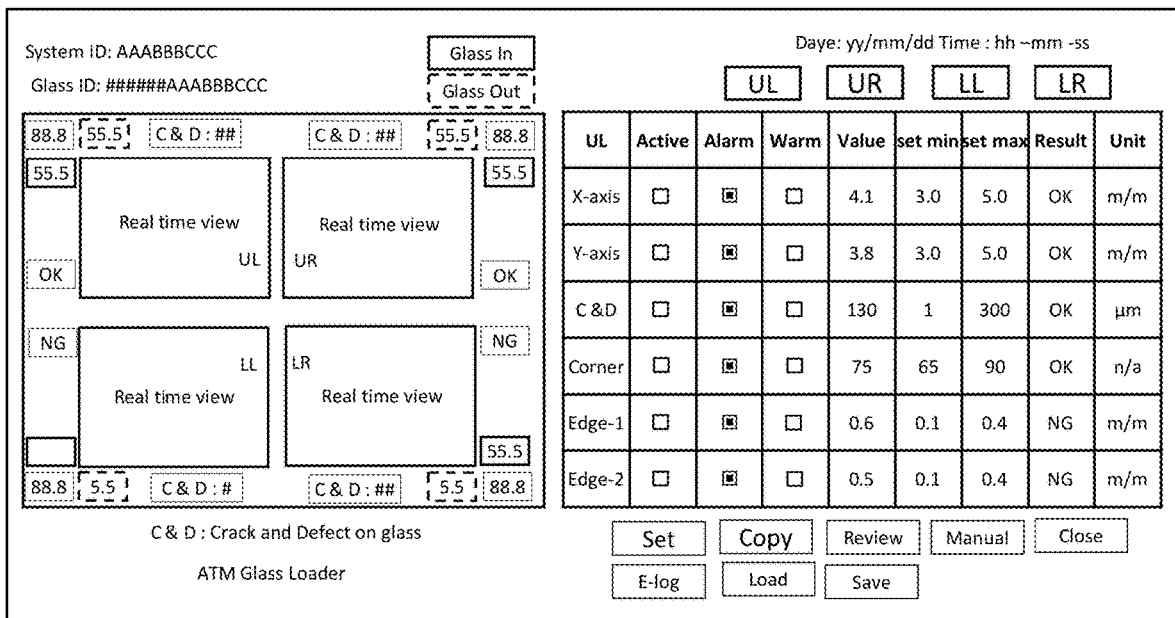 System ID: AAABBBCCC
Glass ID: ######AAABBBCCC
Glass In
Glass Out
88.8 55.5 C & D : ## C & D : ## 55.5 88.8
55.5 55.5
Real time view Real time view
UL UR
OK OK
NG NG
LL LR
Real time view Real time view
55.5
88.8 5.5 C & D : # C & D : ## 5.5 88.8
C & D : Crack and Defect on glass
ATM Glass Loader
Daye: yy/mm/dd Time : hh ~mm -ss
UL UR LL LR
UL Active Alarm Warm Value set min set max Result Unit
X-axis 4.1 3.0 5.0 OK m/m
Y-axis 3.8 3.0 5.0 OK m/m
C &D 130 1 300 OK µm
Corner 75 65 90 OK n/a
Edge-1 0.6 0.1 0.4 NG m/m
Edge-2 0.5 0.1 0.4 NG m/m
Set Copy Review Manual Close
E-log Load Save